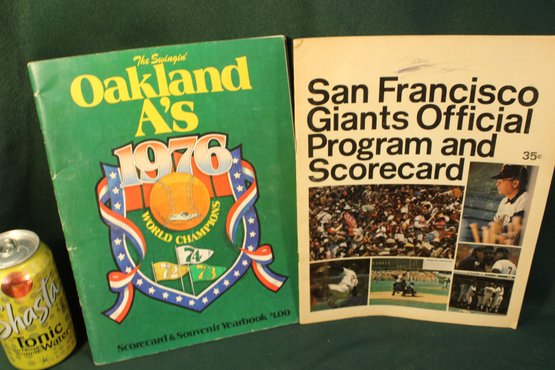 The Swingin'
Oakland
A's
1976
WORLD CHAMPIONS
74
72 73
Scorecard & Souvenir Yearbook $1.00
San Francisco
Giants Official
Program and
Scorecard
35¢
Shasta
Tonic
Water